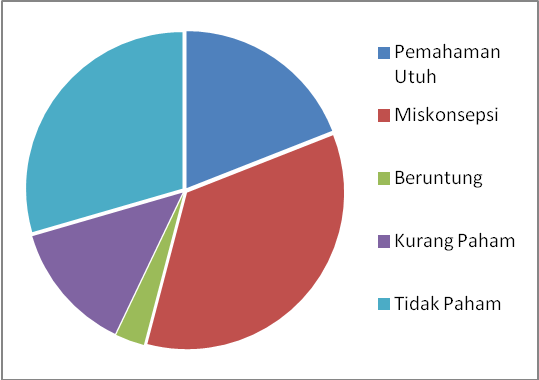 Pemahaman
Utuh
Miskonsepsi
Beruntung
Kurang Paham
Tidak Paham